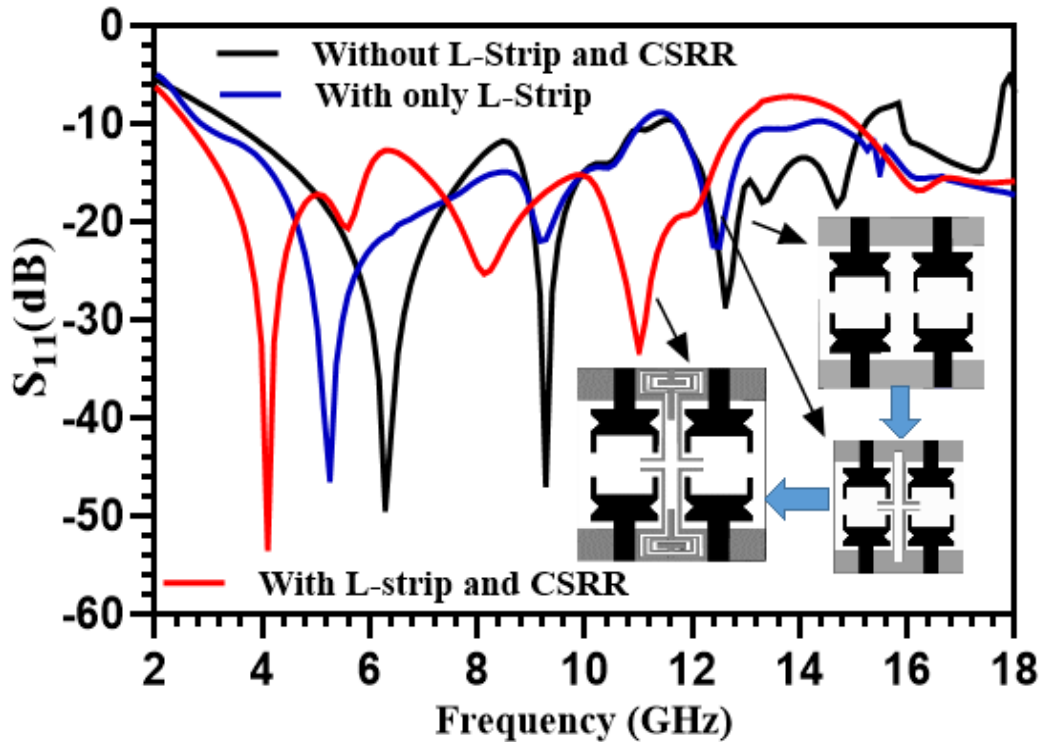 0
-10
-20
-30
-40
-50
-60
S11(dB)
Without L-Strip and CSRR
With only L-Strip
With L-strip and CSRR
2 4 6 8 10 12 14 16 18
Frequency (GHz)